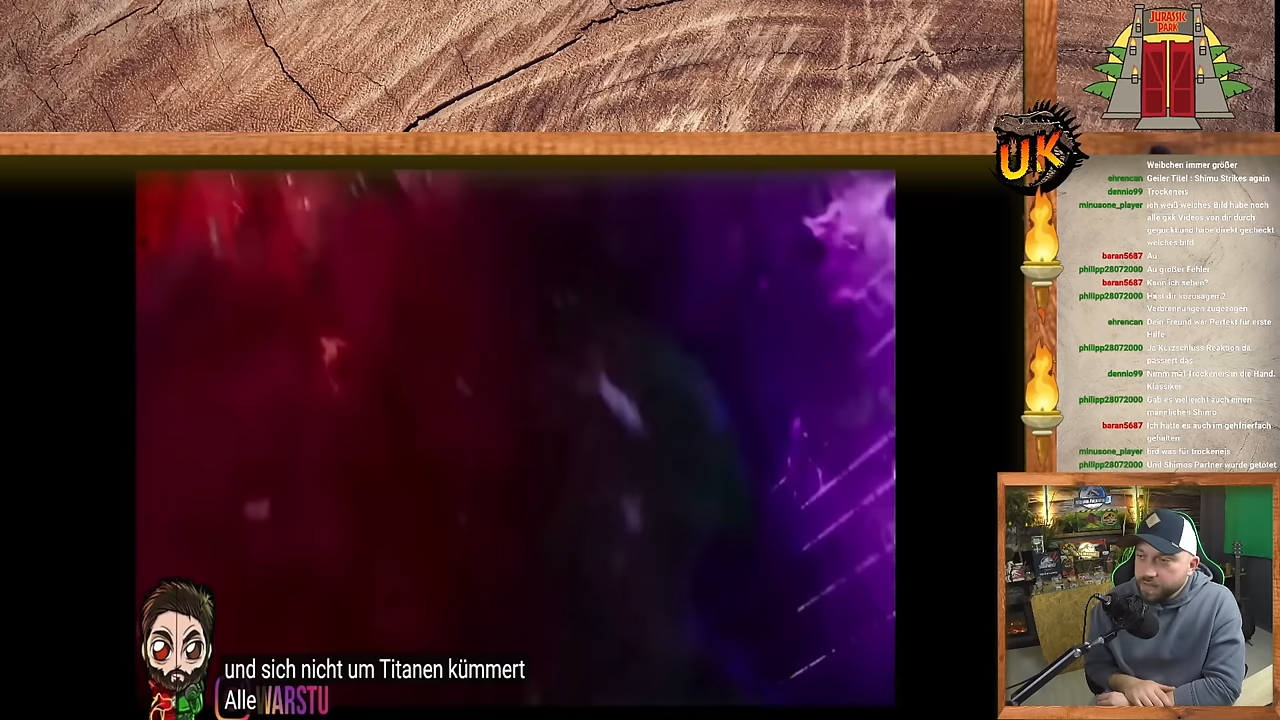 JURASSIC
PARK
UK
Weibchen immer größer
ehrencan Geiler Titel : Shimu Strikes again
dennio99 Trockeneis
minusone_player ich weiß welches Bild habe noch
alle gxk Videos von dir durch
geguckt und habe direkt gecheckt
welches bild
baran5687 Au
philipp28072000 Au großer Fehler
baran5687 Kann ich sehen?
philipp28072000 Hast dir sozusagen 2
Verbrennungen zugezogen
ehrencan Dein Freund war Perfekt für erste
Hilfe
philipp28072000 Ja Kurzschluss Reaktion da
passiert das
dennio99 Nimm mal Trockeneis in die Hand.
Klassiker
philipp28072000 Gab es vielleicht auch einen
männlichen Shimo
baran5687 Ich hatte es auch im gehfrierfach
gehalten
minusone_player was für trockeneis
philipp28072000 Und Shimos Partner wurde getötet
und sich nicht um Titanen kümmert
Alle WARSTU